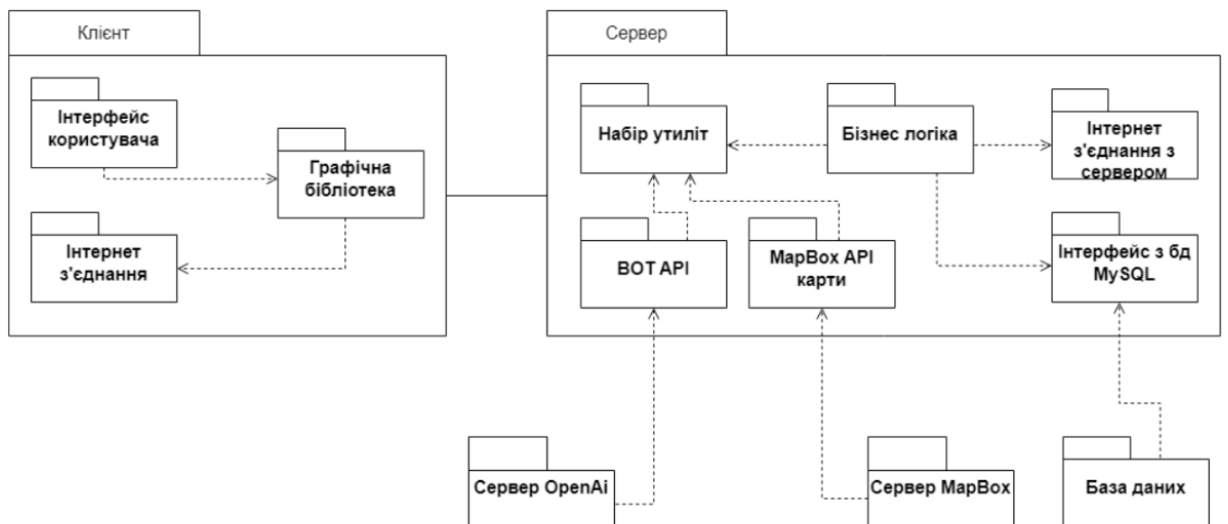 Клієнт
Інтерфейс
користувача
Графічна
бібліотека
Інтернет
з'єднання
Сервер
Набір утиліт
Бізнес логіка
Інтернет
з'єднання з
сервером
BOT API
MapBox API
карти
Інтерфейс з бд
MySQL
Сервер OpenAi
Сервер MapBox
База даних